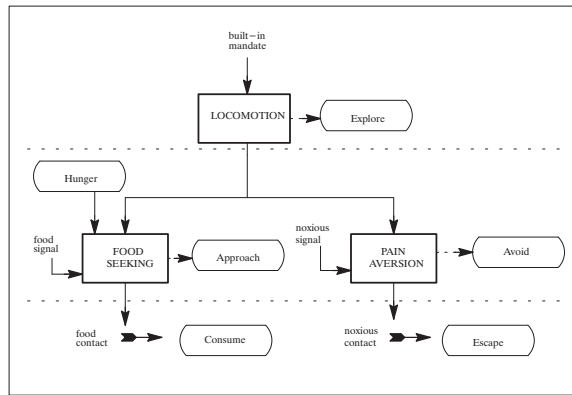 built−in
mandate
LOCOMOTION
Explore
Hunger
food
signal
FOOD
SEEKING
Approach
noxious
signal
PAIN
AVERSION
Avoid
food
contact
Consume
noxious
contact
Escape